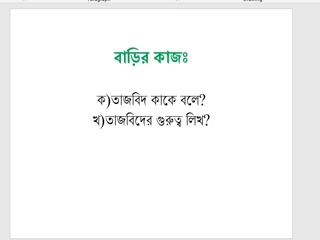 বাড়ির কাজঃ
ক)তাজবিদ কাকে বলে?
খ)তাজবিদের গুরুত্ব লিখ?